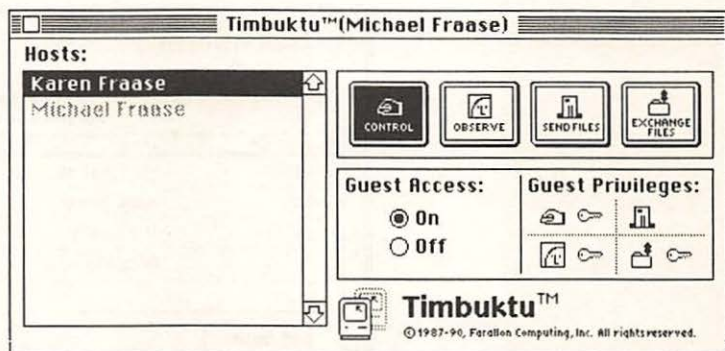 Timbuktu™(Michael Fraase)
Hosts:
Karen Fraase
Michael Fraase
CONTROL
OBSERVE
SEND FILES
EXCHANGE
FILES
Guest Access:
On
Off
Guest Privileges:
Timbuktu™
©1987-90, Farallon Computing, Inc. All rights reserved.